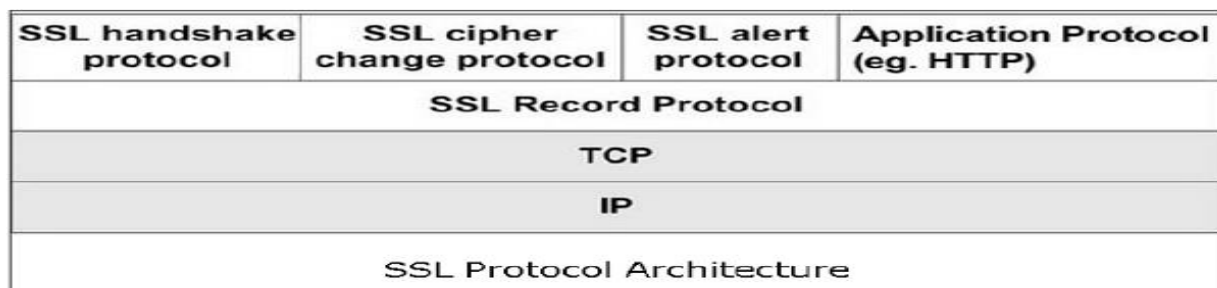 SSL handshake
protocol
SSL cipher
change protocol
SSL alert
protocol
Application Protocol
(eg. HTTP)
SSL Record Protocol
TCP
IP
SSL Protocol Architecture